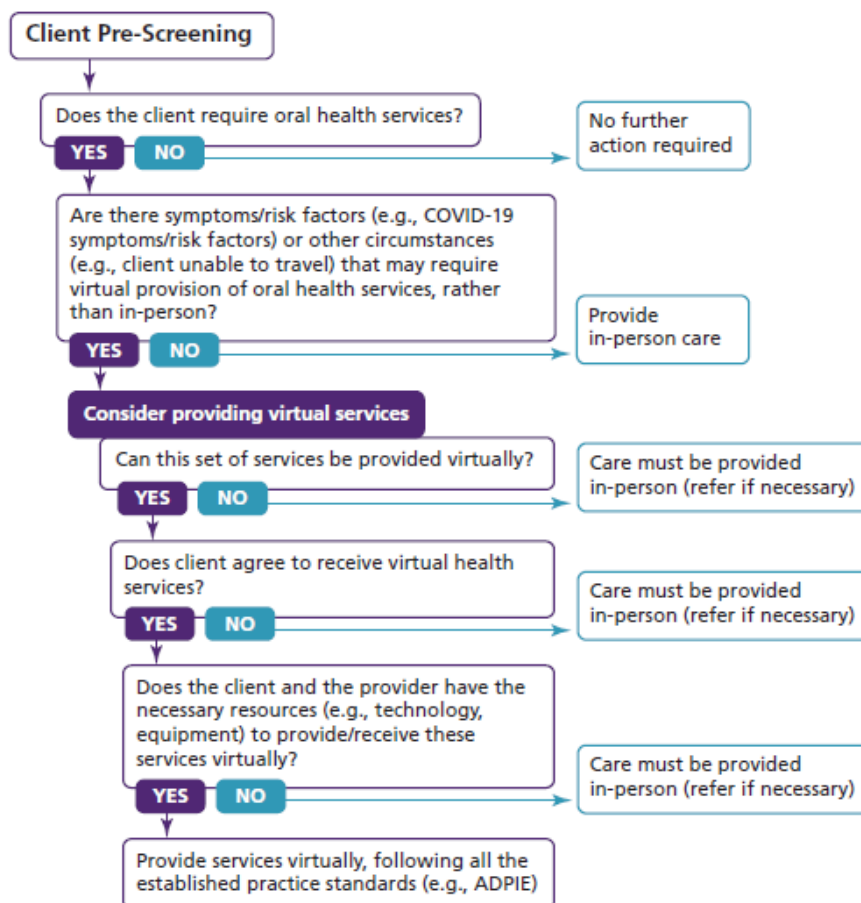 Client Pre-Screening
Does the client require oral health services?
YES
NO
No further
action required
Are there symptoms/risk factors (e.g., COVID-19
symptoms/risk factors) or other circumstances
(e.g., client unable to travel) that may require
virtual provision of oral health services, rather
than in-person?
YES
NO
Provide
in-person care
Consider providing virtual services
Can this set of services be provided virtually?
YES
NO
Care must be provided
in-person (refer if necessary)
Does client agree to receive virtual health
services?
YES
NO
Care must be provided
in-person (refer if necessary)
Does the client and the provider have the
necessary resources (e.g., technology,
equipment) to provide/receive these
services virtually?
YES
NO
Care must be provided
in-person (refer if necessary)
Provide services virtually, following all the
established practice standards (e.g., ADPIE)